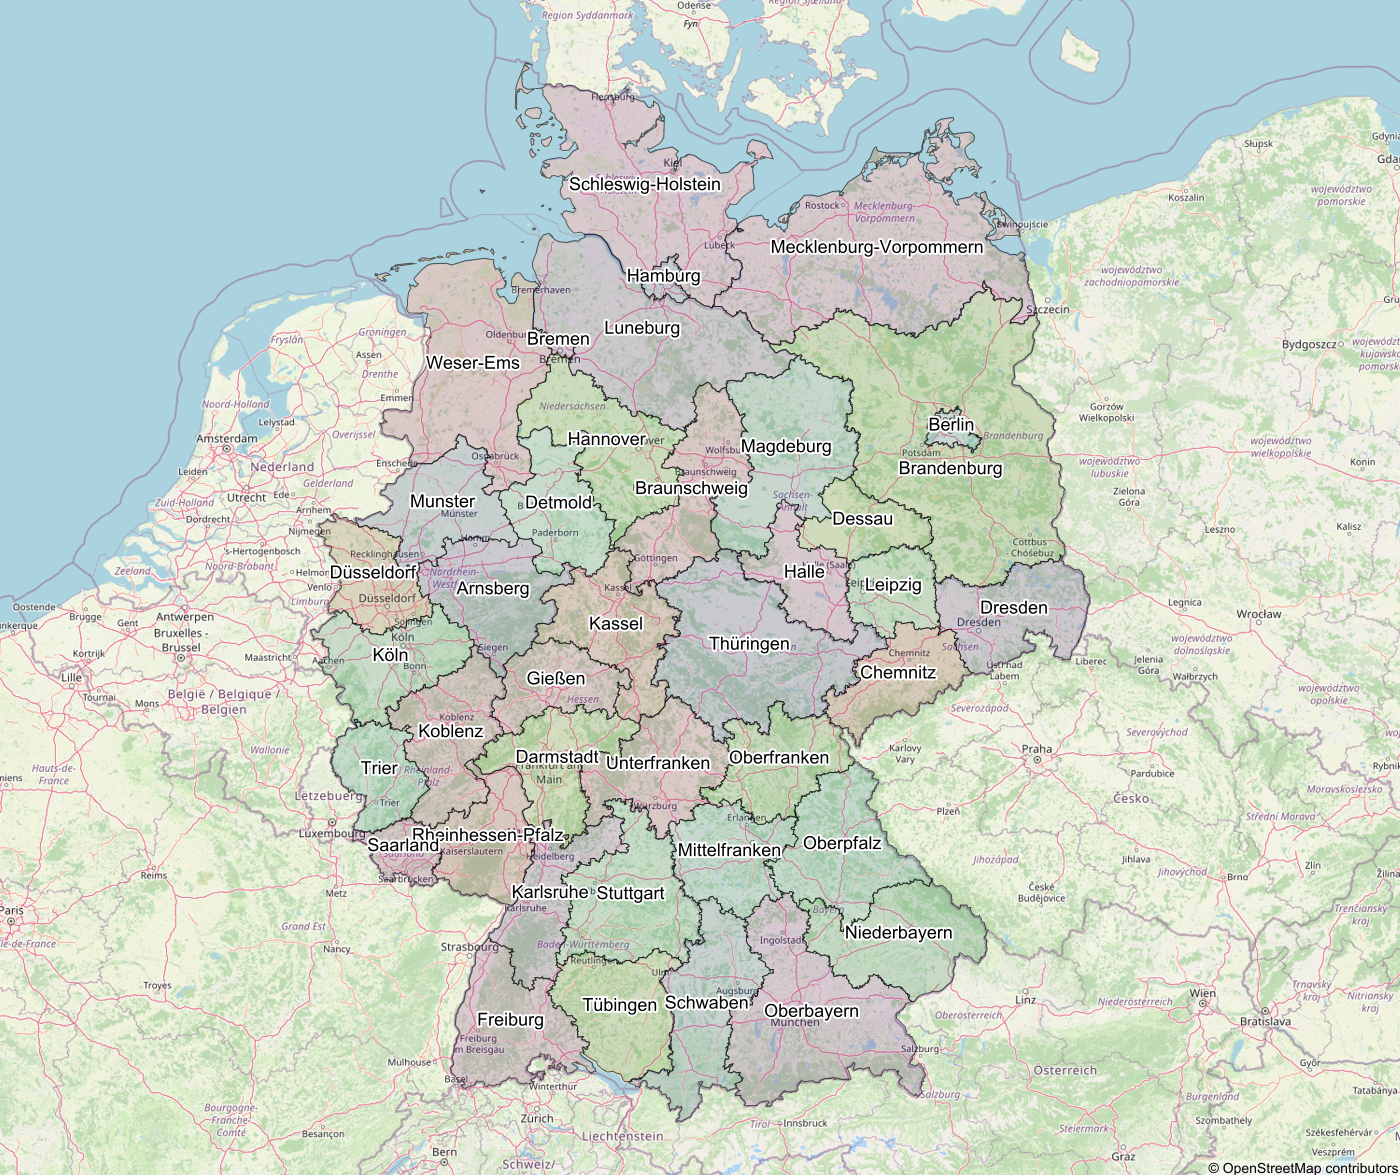 Odense
Region Syddanmark
Fyn
Region Sjælland
Flensburg
Kiel
Schleswig-Holstein
Słupsk
Gdynia
województwo
pomorskie
Koszalin
Rostock
Mecklenburg-
Vorpommern
Świnoujście
Lübeck
Mecklenburg-Vorpommern
Hamburg
województwo
zachodniopomorskie
Bremerhaven
Szczecin
Groningen
Fryslân
Assen
Drenthe
Oldenburg
Bremen
Bremen
Luneburg
Bydgoszcz
Weser-Ems
Emmen
Noord-Holland
Lelystad
Niedersachsen
Gorzów
Wielkopolski
Amsterdam
Overijssel
Hannover
Berlin
Brandenburg
Magdeburg
Potsdam
województwo
wielkopolskie
Wolfsburg
Osnabrück
Enschede
Nederland
Leiden
Gelderland
Utrecht
Ede
Braunschweig
Braunschweig
Brandenburg
województwo
lubuskie
Konin
Zuid-Holland
Arnhem
Munster
Münster
Detmold
Sachsen-
Anhalt
Zielona
Góra
Dordrecht
Nijmegen
Dessau
Leszno
Kalisz
's-Hertogenbosch
Noord-Brabant
Paderborn
Hamm
Cottbus
Chóśebuz
Recklinghausen
Göttingen
Zeeland
Helmond
Venlo
Düsseldorf
Nordrhein-
Arnsberg
Kassel
Halle
Leipzig
Oostende
Brugge
Antwerpen
Limburg
Düsseldorf
Dresden
Legnica
Wrocław
Gent
Solingen
Kassel
Dresden
Bruxelles -
Brussel
Köln
Köln
Thüringen
Siegen
województwo
dolnośląskie
Kortrijk
Maastricht
Aachen
Bonn
Chemnitz
Sachsen
Liberec
Jelenia
Góra
Wałbrzych
Lille
Chemnitz
Ústí nad
Labem
Tournai
Mons
België / Belgique /
Belgien
Gießen
Hessen
Severozápad
województwo
opolskie
Koblenz
Koblenz
Severovýchod
Wallonie
Darmstadt
Frankfurt am
Main
Unterfranken
Oberfranken
Karlovy
Vary
Praha
Pardubice
Trier
Rheinland-
Pfalz
Hauts-de-
France
Lëtzebuerg
Trier
Würzburg
Česko
Moravskoslezsko
Plzeň
Luxembourg
Rheinhessen-Pfalz
Saarland
Saarland
Kaiserslautern
Heidelberg
Erlangen
Mittelfranken
Oberpfalz
Střední Morava
Jihozápad
Jihlava
Zlín
Reims
Saarbrücken
Metz
Jihovýchod
Brno
České
Budějovice
Karlsruhe
Stuttgart
Karlsruhe
Paris
Île-de-France
Grand Est
Niederbayern
Trenčiansky
kraj
Strasbourg
Nancy
Baden-Württemberg
Ingolstadt
Reutlingen
Troyes
Augsburg
Tübingen
Schwaben
Oberbayern
München
Linz
Niederösterreich
Wien
Trnavský
kraj
Nitriansky
kraj
Oberösterreich
Bratislava
Freiburg
Freiburg
im Breisgau
Salzburg
Mulhouse
Basel
Winterthur
Österreich
Győr
Tatabánya
Salzburg
Burgenland
Zürich
Bourgogne-
Franche-
Comté
Besançon
Liechtenstein
Tirol
Innsbruck
Steiermark
Szombathely
Székesfehérvár
Bern
Schweiz/
Graz
Veszprém
© OpenStreetMap contributors